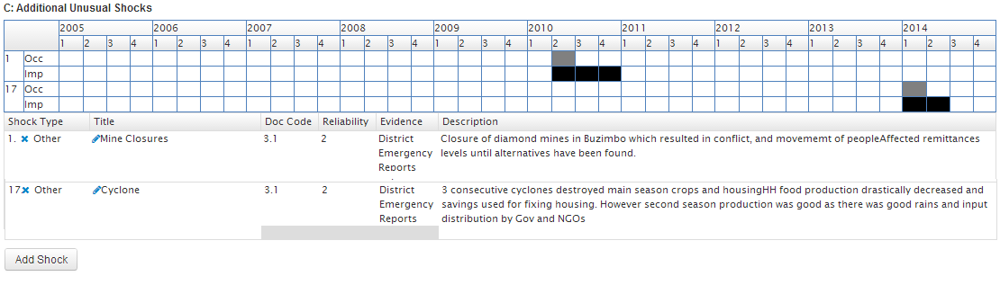 C: Additional Unusual Shocks
2005 2006 2007 2008 2009 2010 2011 2012 2013 2014
1 2 3 4 1 2 3 4 1 2 3 4 1 2 3 4 1 2 3 4 1 2 3 4 1 2 3 4 1 2 3 4 1 2 3 4 1 2 3 4
1 Occ
Imp
17 Occ
Imp
Shock Type Title Doc Code Reliability Evidence Description
1. Other Mine Closures 3.1 2 District Closure of diamond mines in Buzimbo which resulted in conflict, and movememt of peopleAffected remittances
Emergency levels until alternatives have been found.
Reports
17 Other Cyclone 3.1 2 District 3 consecutive cyclones destroyed main season crops and housingHH food production drastically decreased and
Emergency savings used for fixing housing. However second season production was good as there was good rains and input
Reports distribution by Gov and NGOs
Add Shock